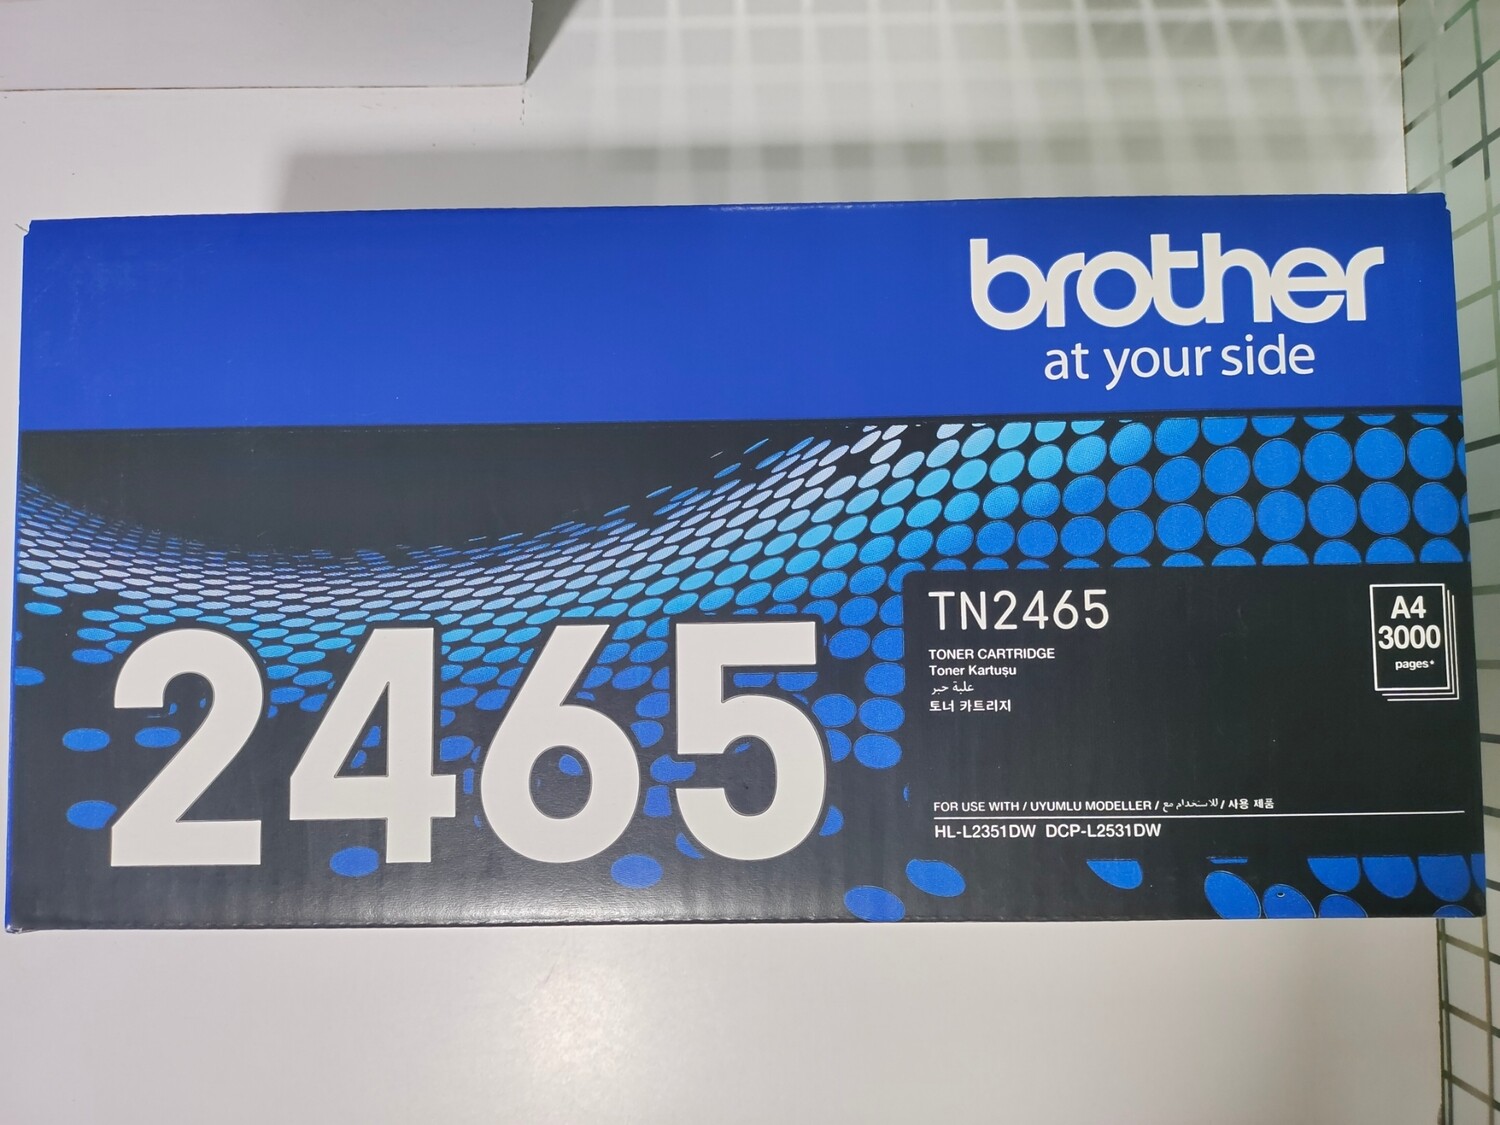 brother
at your side
2465
TN2465
TONER CARTRIDGE
Toner Kartuşu
علبة حبر
토너 카트리지
A4
3000
pages*
FOR USE WITH / UYUMLU MODELLER / للاستخدام مع / 사용 제품
HL-L2351DW DCP-L2531DW